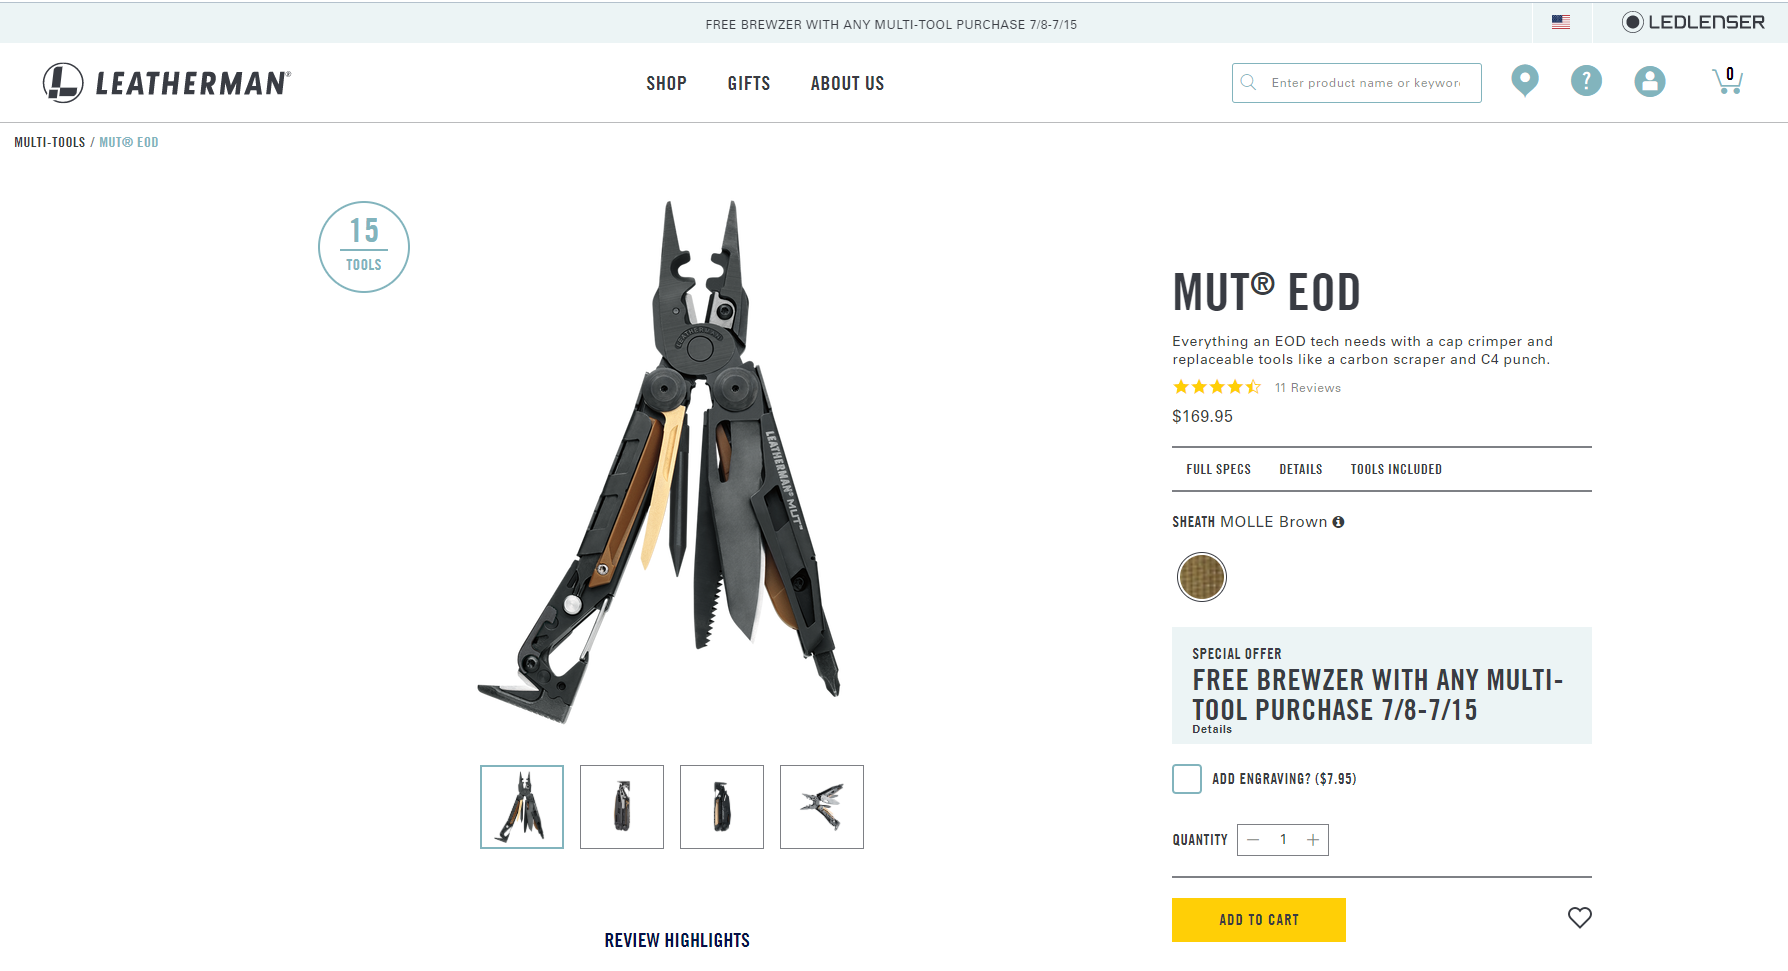 FREE BREWZER WITH ANY MULTI-TOOL PURCHASE 7/8-7/15
LEDLENSER
LEATHERMAN®
SHOP
GIFTS
ABOUT US
Enter product name or keywor
?
0
MULTI-TOOLS / MUT® EOD
15
TOOLS
LEATHERMAN
LEATHERMAN® MUT™
MUT® EOD
Everything an EOD tech needs with a cap crimper and
replaceable tools like a carbon scraper and C4 punch.
11 Reviews
$169.95
FULL SPECS
DETAILS
TOOLS INCLUDED
SHEATH MOLLE Brown
SPECIAL OFFER
FREE BREWZER WITH ANY MULTI-
TOOL PURCHASE 7/8-7/15
Details
ADD ENGRAVING? ($7.95)
QUANTITY
− 1 +
ADD TO CART
REVIEW HIGHLIGHTS